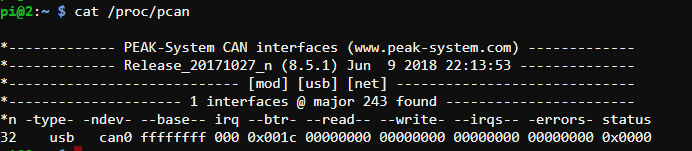 pi@2:~ $ cat /proc/pcan

*------------- PEAK-System CAN interfaces (www.peak-system.com) -------------
*------------- Release_20171027_n (8.5.1) Jun  9 2018 22:13:53 --------------
*---------------------------- [mod] [usb] [net] -----------------------------
*--------------------- 1 interfaces @ major 243 found -----------------------
*n -type- -ndev- --base-- irq --btr- --read-- --write- --irqs-- -errors- status
32    usb   can0 ffffffff 000 0x001c 00000000 00000000 00000000 00000000 0x0000
pi@2:~ $